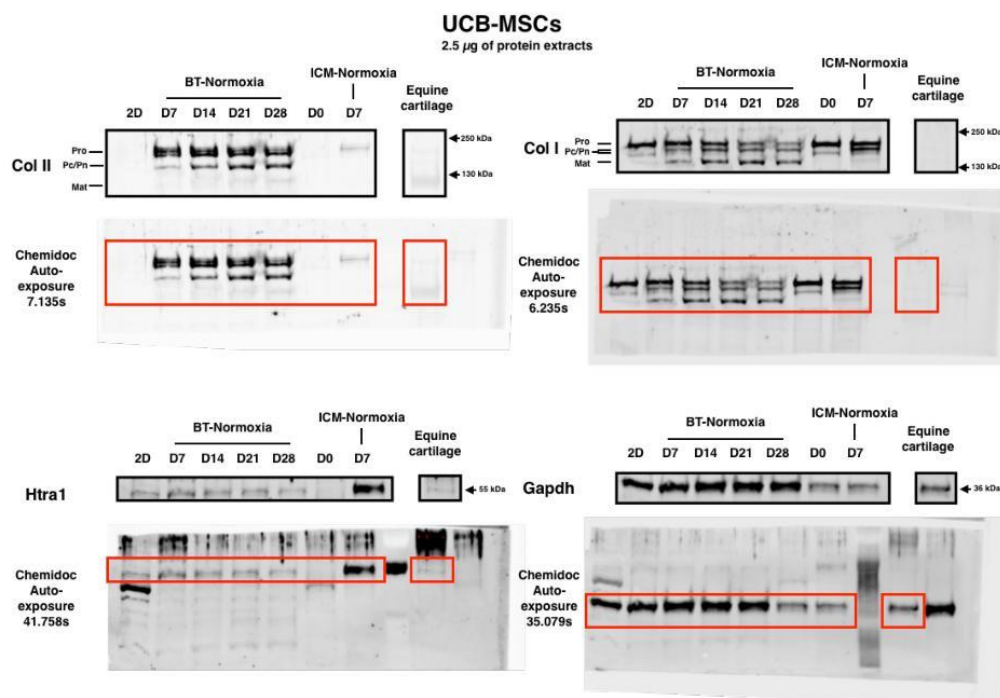 UCB-MSCs
2.5 µg of protein extracts
BT-Normoxia
ICM-Normoxia
Equine
cartilage
2D D7 D14 D21 D28 D0 D7
Col II
Pro
Pc/Pn
Mat
250 kDa
130 kDa
Chemidoc
Auto-
exposure
7.135s
BT-Normoxia
ICM-Normoxia
Equine
cartilage
2D D7 D14 D21 D28 D0 D7
Col I
Pro
Pc/Pn
Mat
250 kDa
130 kDa
Chemidoc
Auto-
exposure
6.235s
BT-Normoxia
ICM-Normoxia
Equine
cartilage
2D D7 D14 D21 D28 D0 D7
Htra1
55 kDa
Chemidoc
Auto-
exposure
41.758s
BT-Normoxia
ICM-Normoxia
Equine
cartilage
2D D7 D14 D21 D28 D0 D7
Gapdh
36 kDa
Chemidoc
Auto-
exposure
35.079s